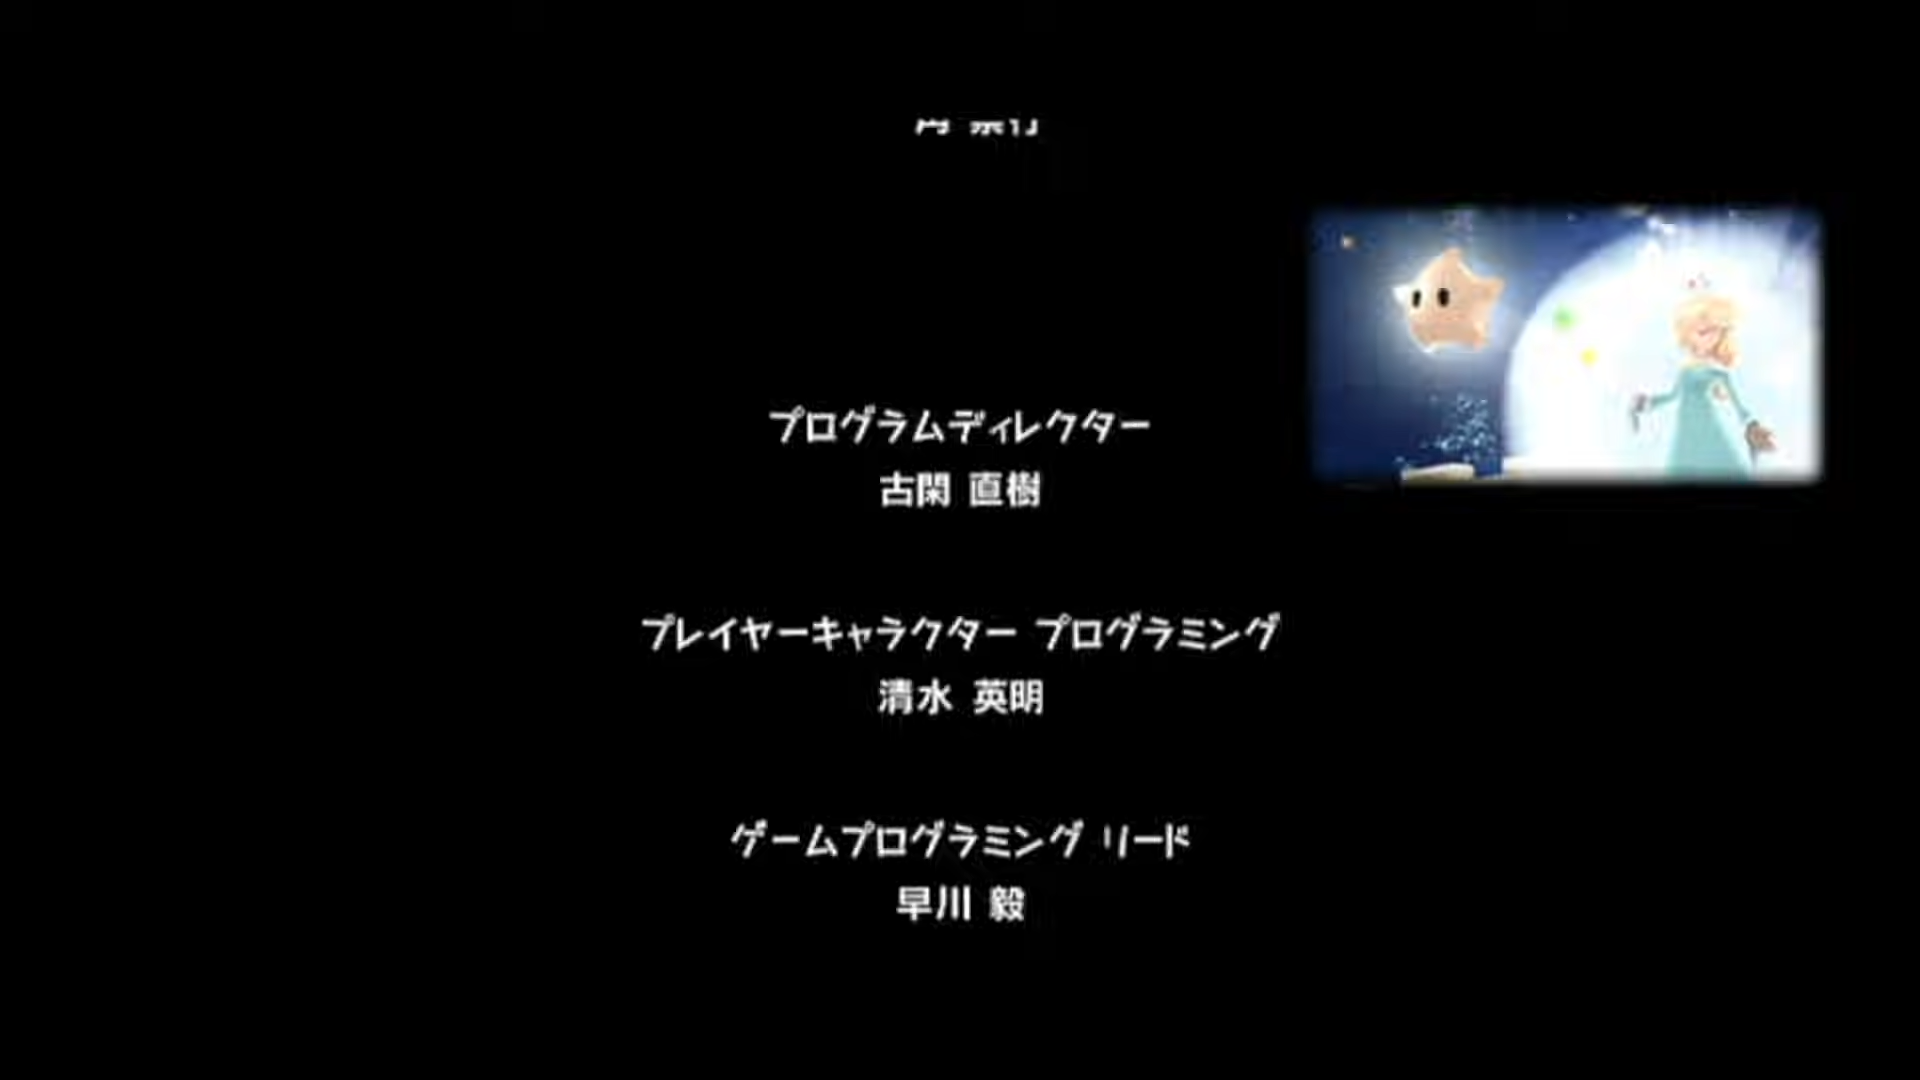 プログラムディレクター
古閑 直樹
プレイヤーキャラクター プログラミング
清水 英明
ゲームプログラミング リード
早川 毅